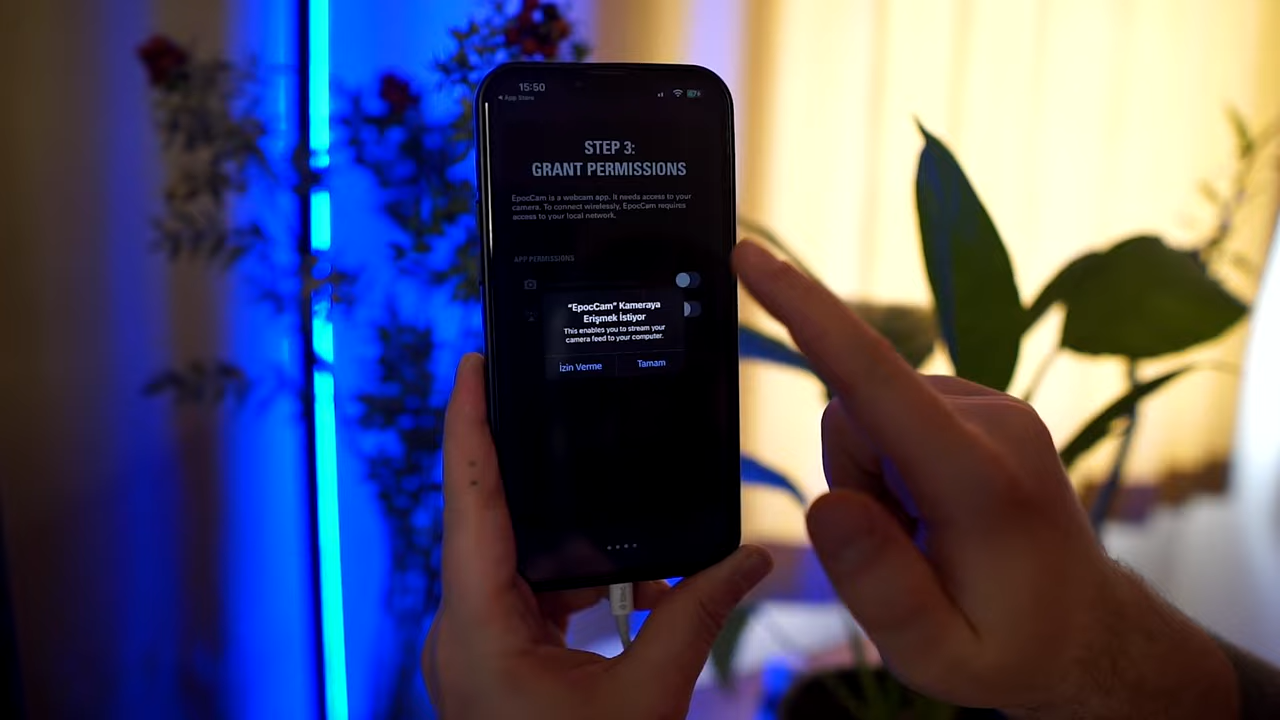 15:50
◀ App Store
STEP 3:
GRANT PERMISSIONS
EpocCam is a webcam app. It needs access to your
camera. To connect wirelessly, EpocCam requires
access to your local network.
APP PERMISSIONS
“EpocCam” Kameraya
Erişmek İstiyor
This enables you to stream your
camera feed to your computer.
İzin Verme
Tamam